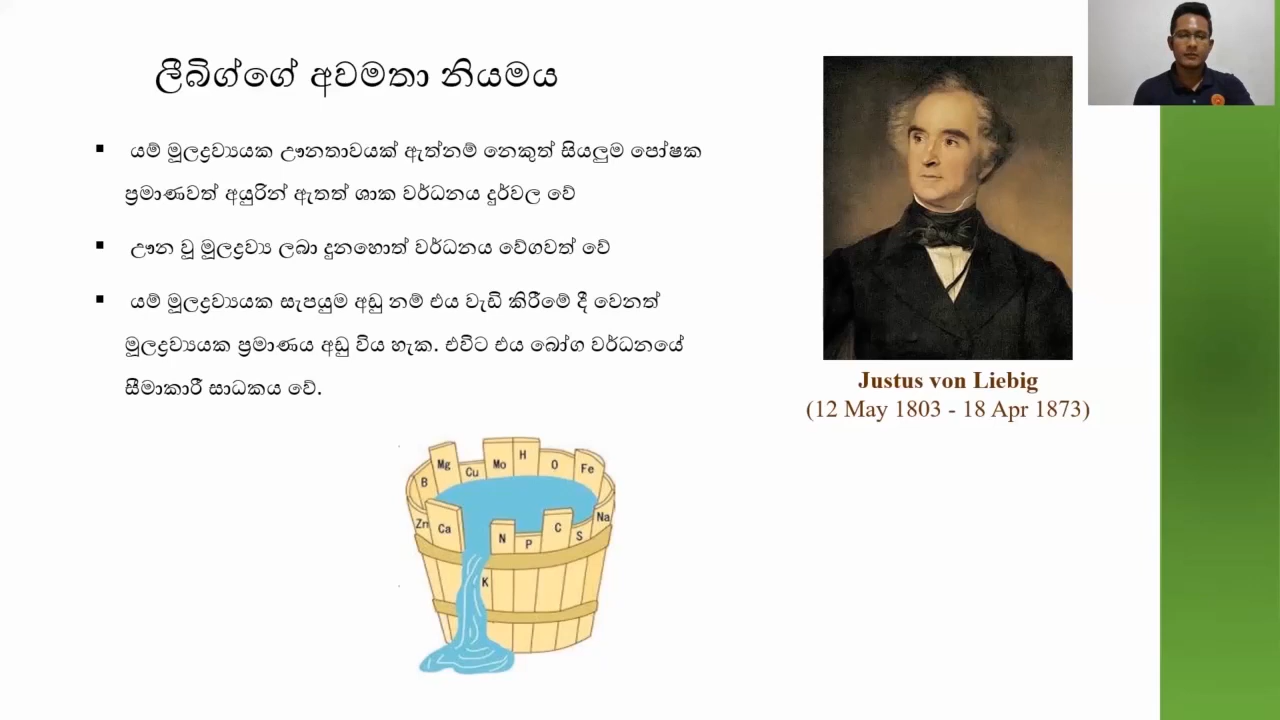 ලීබිග්ගේ අවමතා නියමය
▪ යම් මූලද්‍රව්‍යයක ඌනතාවයක් ඇත්නම් නෙකුත් සියලුම පෝෂක
ප්‍රමාණවත් අයුරින් ඇතත් ශාක වර්ධනය දුර්වල වේ
▪ ඌන වූ මූලද්‍රව්‍ය ලබා දුනහොත් වර්ධනය වේගවත් වේ
▪ යම් මූලද්‍රව්‍යයක සැපයුම අඩු නම් එය වැඩි කිරීමේ දී වෙනත්
මූලද්‍රව්‍යයක ප්‍රමාණය අඩු විය හැක. එවිට එය බෝග වර්ධනයේ
සීමාකාරී සාධකය වේ.
Justus von Liebig
(12 May 1803 - 18 Apr 1873)
B Mg Cu Mo H O Fe
Zn Ca N P C S Na
K